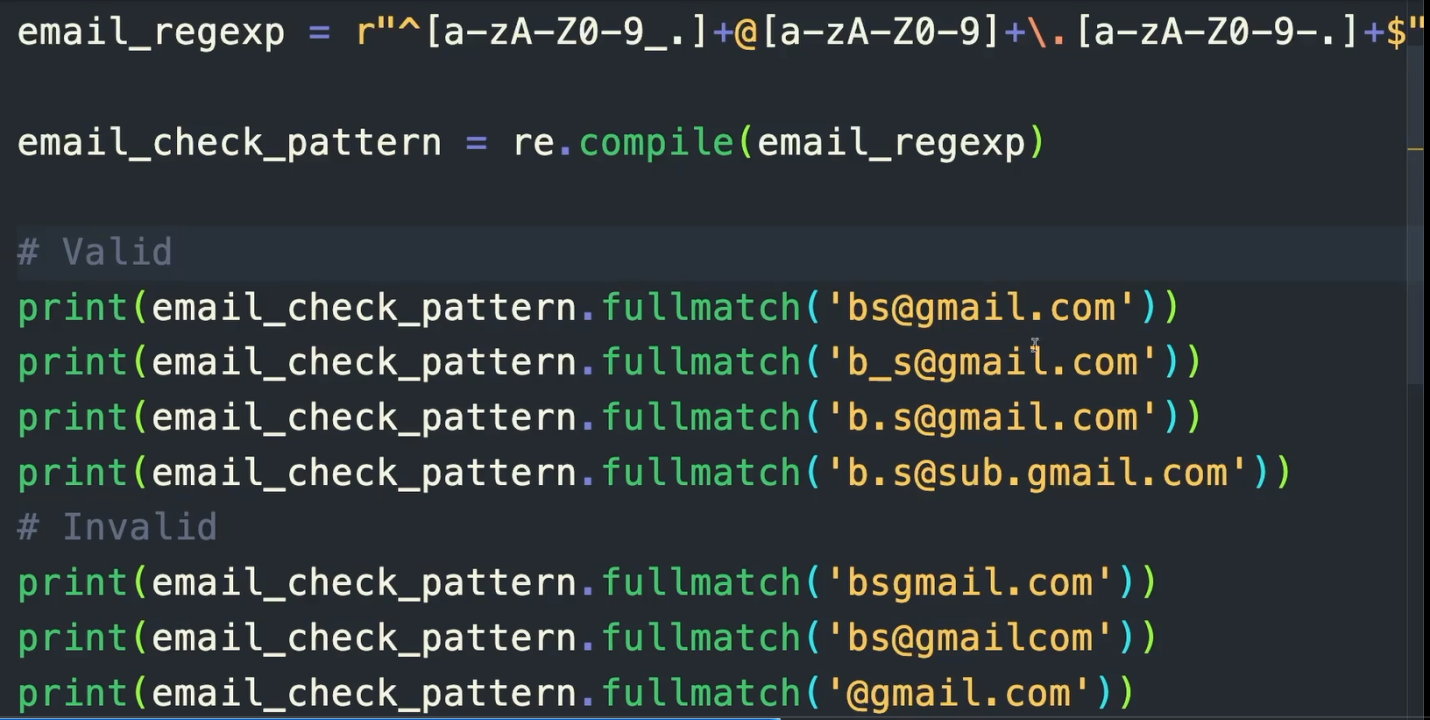 email_regexp = r"^[a-zA-Z0-9_.]+@[a-zA-Z0-9]+\.[a-zA-Z0-9-.]+$"
email_check_pattern = re.compile(email_regexp)
# Valid
print(email_check_pattern.fullmatch('bs@gmail.com'))
print(email_check_pattern.fullmatch('b_s@gmail.com'))
print(email_check_pattern.fullmatch('b.s@gmail.com'))
print(email_check_pattern.fullmatch('b.s@sub.gmail.com'))
# Invalid
print(email_check_pattern.fullmatch('bsgmail.com'))
print(email_check_pattern.fullmatch('bs@gmailcom'))
print(email_check_pattern.fullmatch('@gmail.com'))